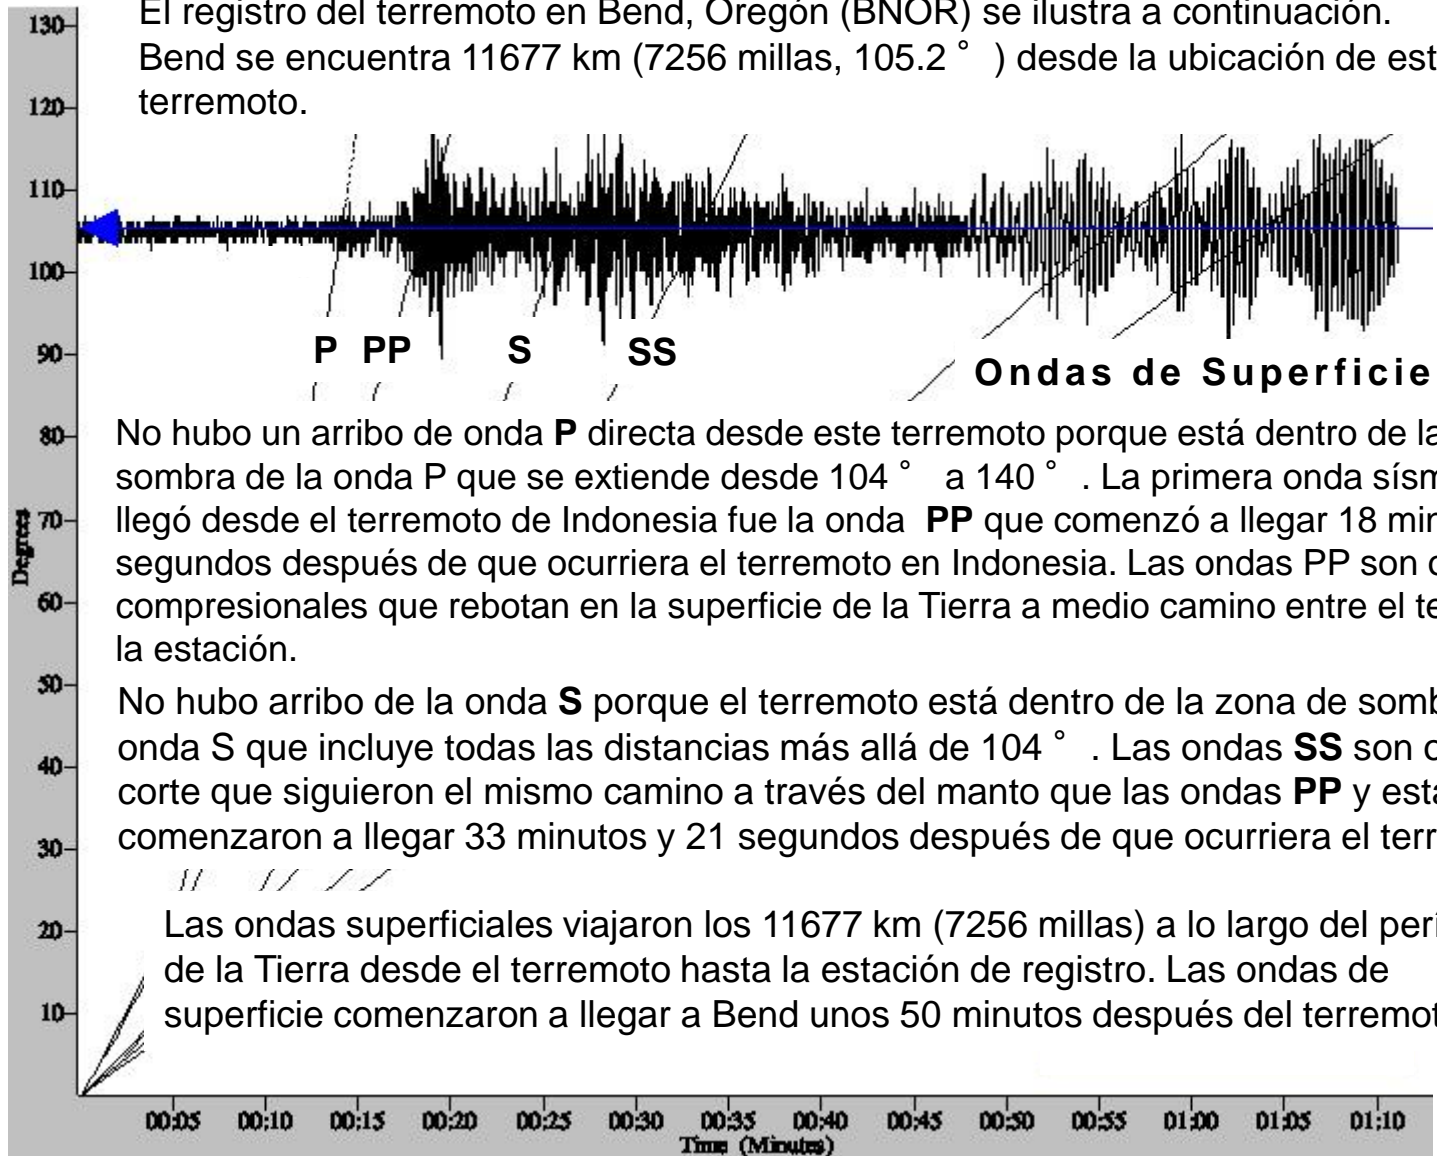 El registro del terremoto en Bend, Oregón (BNOR) se ilustra a continuación.
Bend se encuentra 11677 km (7256 millas, 105.2 ° ) desde la ubicación de
terremoto.
P PP S SS
Ondas de Superficie
No hubo un arribo de onda P directa desde este terremoto porque está dentro de
sombra de la onda P que se extiende desde 104 ° a 140 ° . La primera onda
llegó desde el terremoto de Indonesia fue la onda PP que comenzó a llegar 18
segundos después de que ocurriera el terremoto en Indonesia. Las ondas PP son
compresionales que rebotan en la superficie de la Tierra a medio camino entre el
la estación.
No hubo arribo de la onda S porque el terremoto está dentro de la zona de
onda S que incluye todas las distancias más allá de 104 ° . Las ondas SS son
corte que siguieron el mismo camino a través del manto que las ondas PP y
comenzaron a llegar 33 minutos y 21 segundos después de que ocurriera el
Las ondas superficiales viajaron los 11677 km (7256 millas) a lo largo del
de la Tierra desde el terremoto hasta la estación de registro. Las ondas de
superficie comenzaron a llegar a Bend unos 50 minutos después del
130
120
110
100
90
80
70
60
50
40
30
20
10
Degrees
00:05 00:10 00:15 00:20 00:25 00:30 00:35 00:40 00:45 00:50 00:55 01:00 01:05 01:10
Time (Minutes)